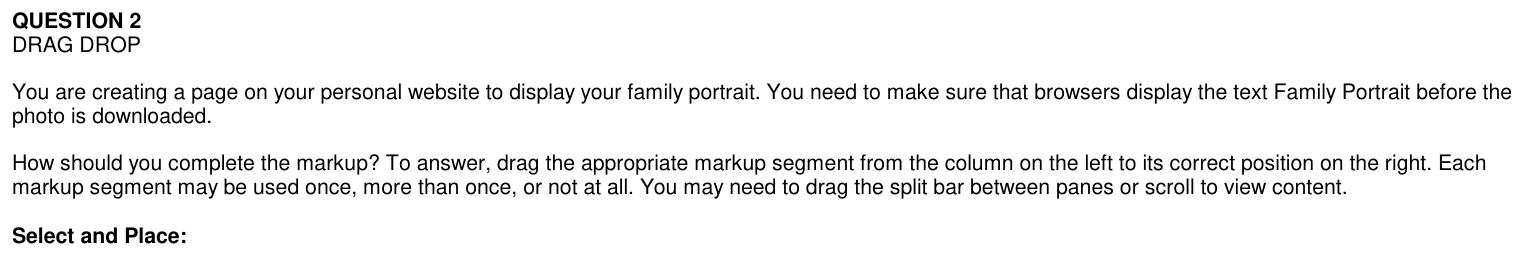 QUESTION 2
DRAG DROP
You are creating a page on your personal website to display your family portrait. You need to make sure that browsers display the text Family Portrait before the
photo is downloaded.
How should you complete the markup? To answer, drag the appropriate markup segment from the column on the left to its correct position on the right. Each
markup segment may be used once, more than once, or not at all. You may need to drag the split bar between panes or scroll to view content.
Select and Place: